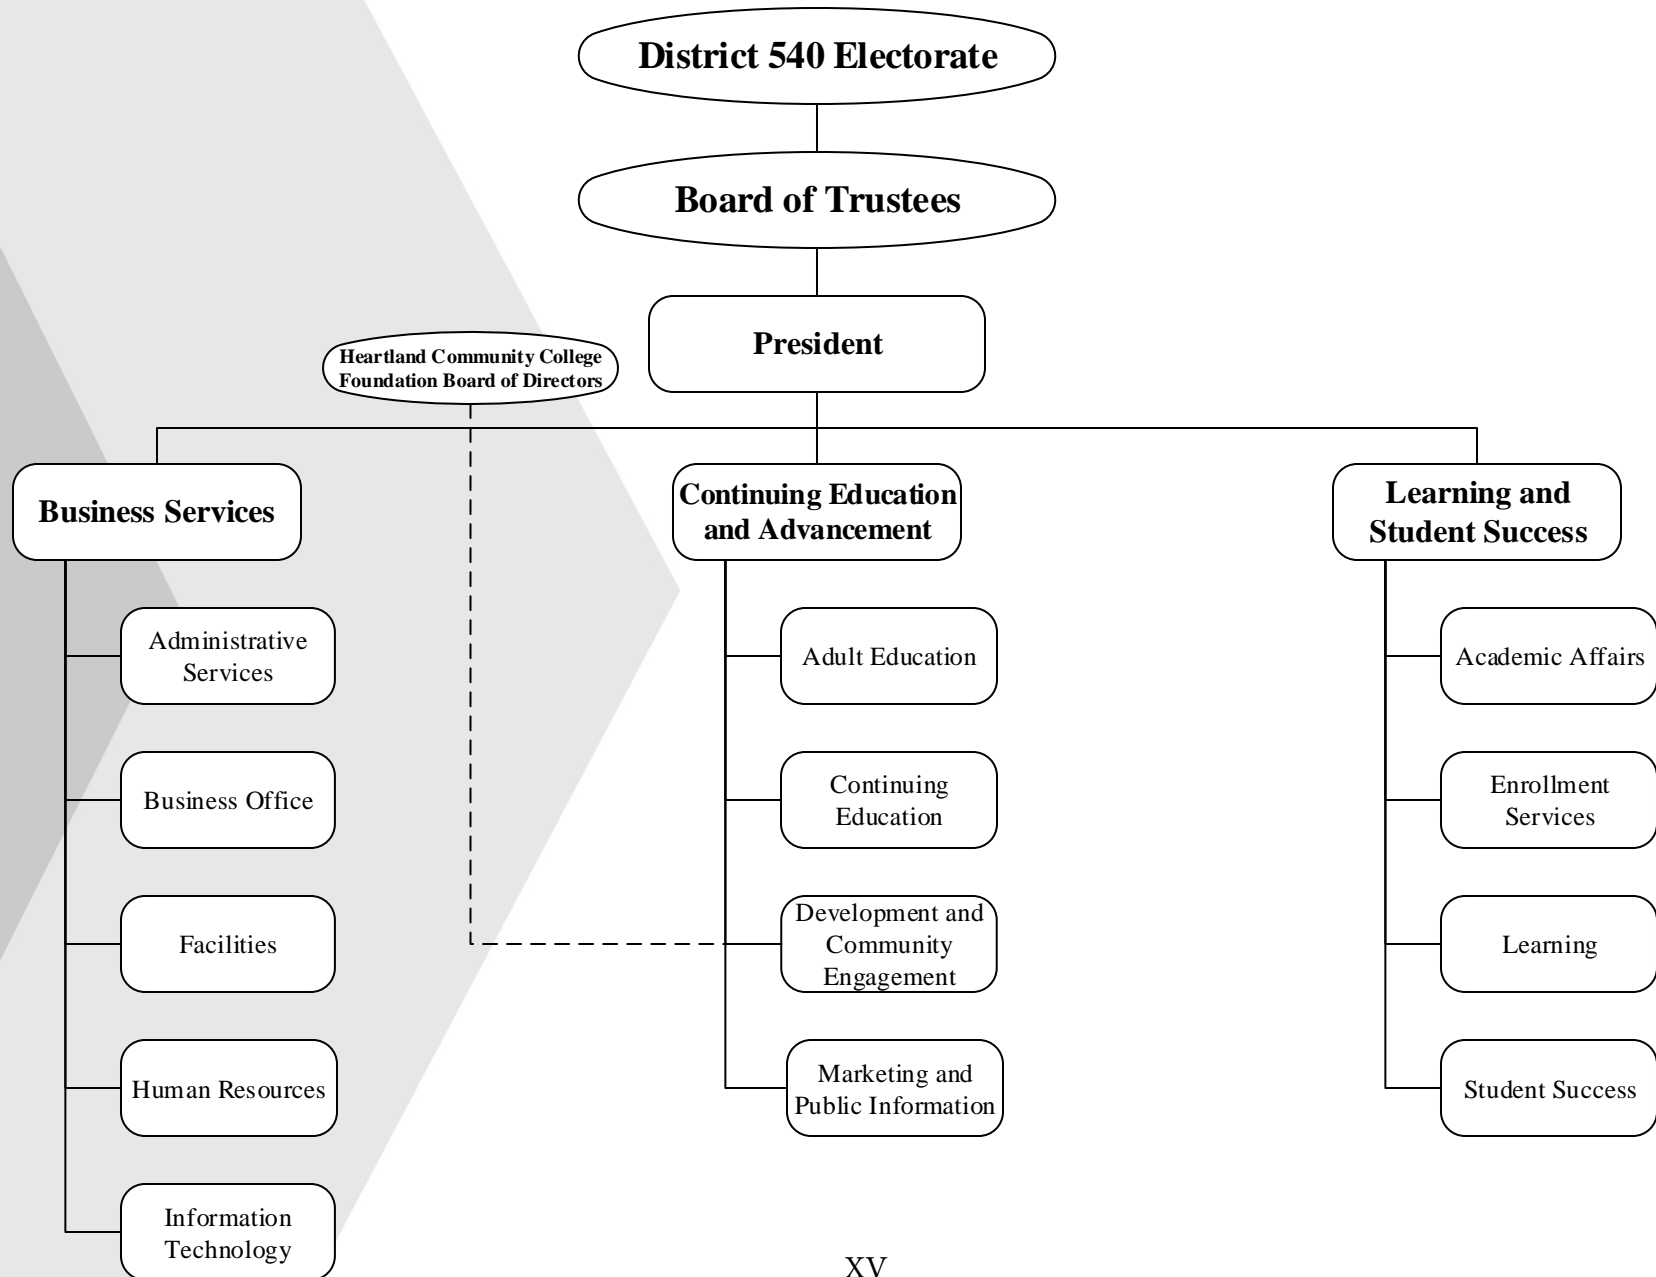 District 540 Electorate
Board of Trustees
President
Heartland Community College
Foundation Board of Directors
Business Services
Administrative
Services
Business Office
Facilities
Human Resources
Information
Technology
Continuing Education
and Advancement
Adult Education
Continuing
Education
Development and
Community
Engagement
Marketing and
Public Information
Learning and
Student Success
Academic Affairs
Enrollment
Services
Learning
Student Success
XV